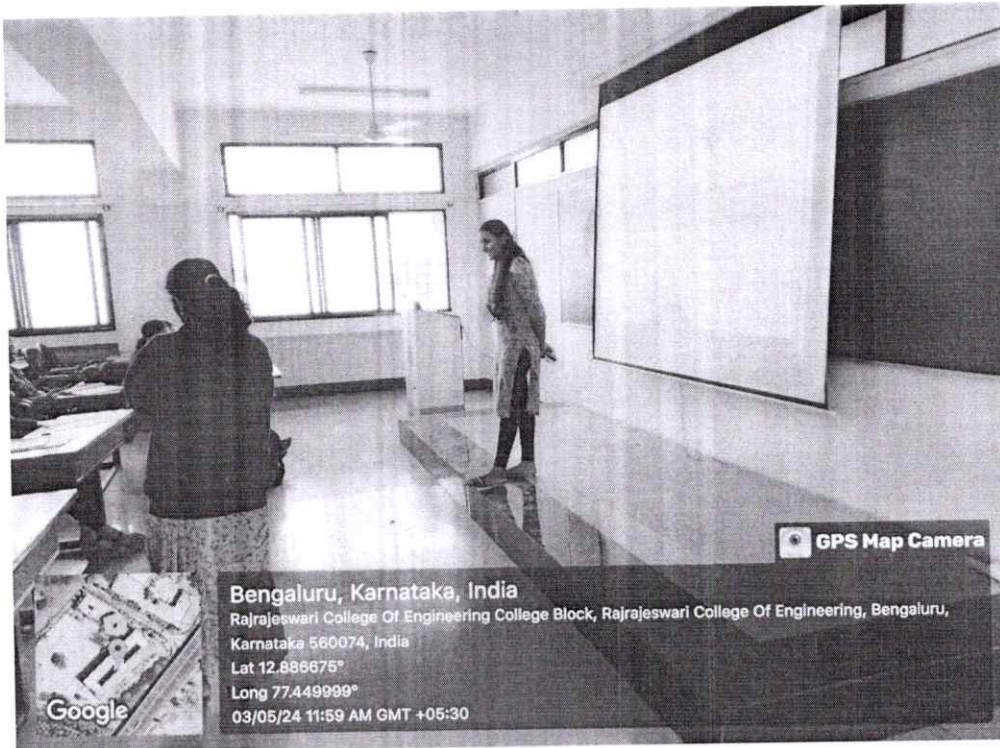 GPS Map Camera
Bengaluru, Karnataka, India
Rajrajeswari College Of Engineering College Block, Rajrajeswari College Of Engineering, Bengaluru,
Karnataka 560074, India
Lat 12.886675°
Long 77.449999°
03/05/24 11:59 AM GMT +05:30
Google